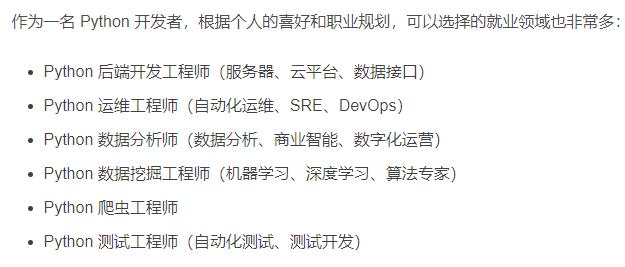 作为一名 Python 开发者，根据个人的喜好和职业规划，可以选择的就业领域也非常多：
• Python 后端开发工程师（服务器、云平台、数据接口）
• Python 运维工程师（自动化运维、SRE、DevOps）
• Python 数据分析师（数据分析、商业智能、数字化运营）
• Python 数据挖掘工程师（机器学习、深度学习、算法专家）
• Python 爬虫工程师
• Python 测试工程师（自动化测试、测试开发）